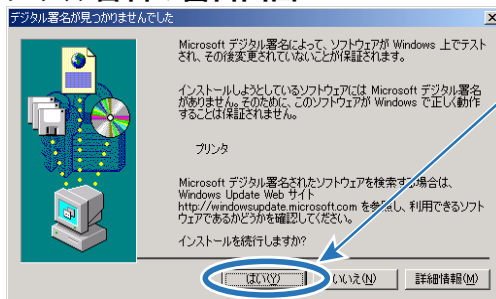 デジタル署名が見つかりませんでした
Microsoft デジタル署名によって、ソフトウェアが Windows 上でテスト
され、その後変更されていないことが保証されます。
インストールしようとしているソフトウェアには Microsoft デジタル署名
がありません。そのために、このソフトウェアが Windows で正しく動作
することは保証されません。
プリンタ
Microsoft デジタル署名されたソフトウェアを検索する場合は、
Windows Update Web サイト
http://windowsupdate.microsoft.com を参照し、利用できるソフト
ウェアであるかどうかを確認してください。
インストールを続行しますか?
はい(Y) いいえ(N) 詳細情報(M)